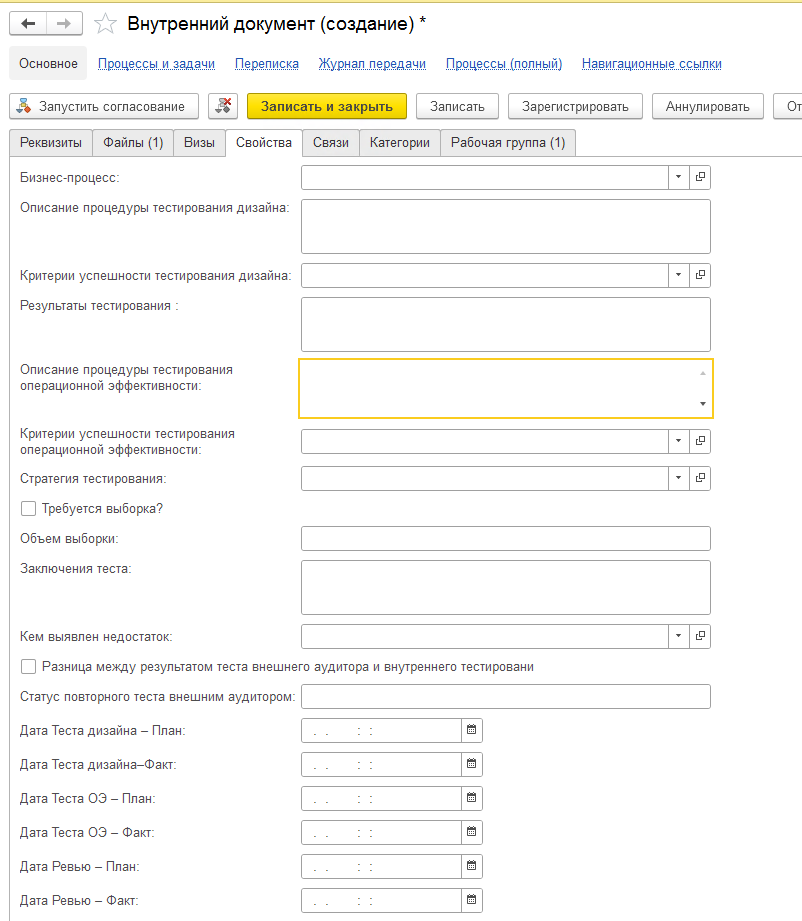 Внутренний документ (создание) *
Основное Процессы и задачи Переписка Журнал передачи Процессы (полный) Навигационные ссылки
Запустить согласование Записать и закрыть Записать Зарегистрировать Аннулировать От
Реквизиты Файлы (1) Визы Свойства Связи Категории Рабочая группа (1)
Бизнес-процесс:
Описание процедуры тестирования дизайна:
Критерии успешности тестирования дизайна:
Результаты тестирования :
Описание процедуры тестирования
операционной эффективности:
Критерии успешности тестирования
операционной эффективности:
Стратегия тестирования:
Требуется выборка?
Объем выборки:
Заключения теста:
Кем выявлен недостаток:
Разница между результатом теста внешнего аудитора и внутреннего тестировани
Статус повторного теста внешним аудитором:
Дата Теста дизайна – План: . . : :
Дата Теста дизайна–Факт: . . : :
Дата Теста ОЭ – План: . . : :
Дата Теста ОЭ – Факт: . . : :
Дата Ревью – План: . . : :
Дата Ревью – Факт: . . : :